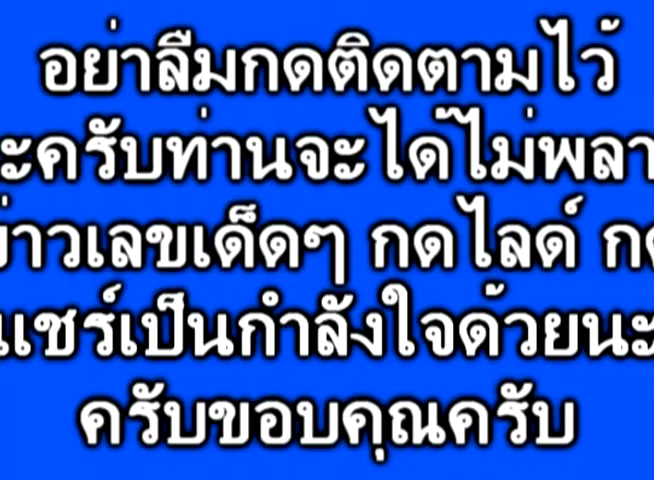 อย่าลืมกดติดตามไว้
ะครับท่านจะได้ไม่พลา
ข่าวเลขเด็ดๆ กดไลด์ กด
แชร์เป็นกำลังใจด้วยนะ
ครับขอบคุณครับ